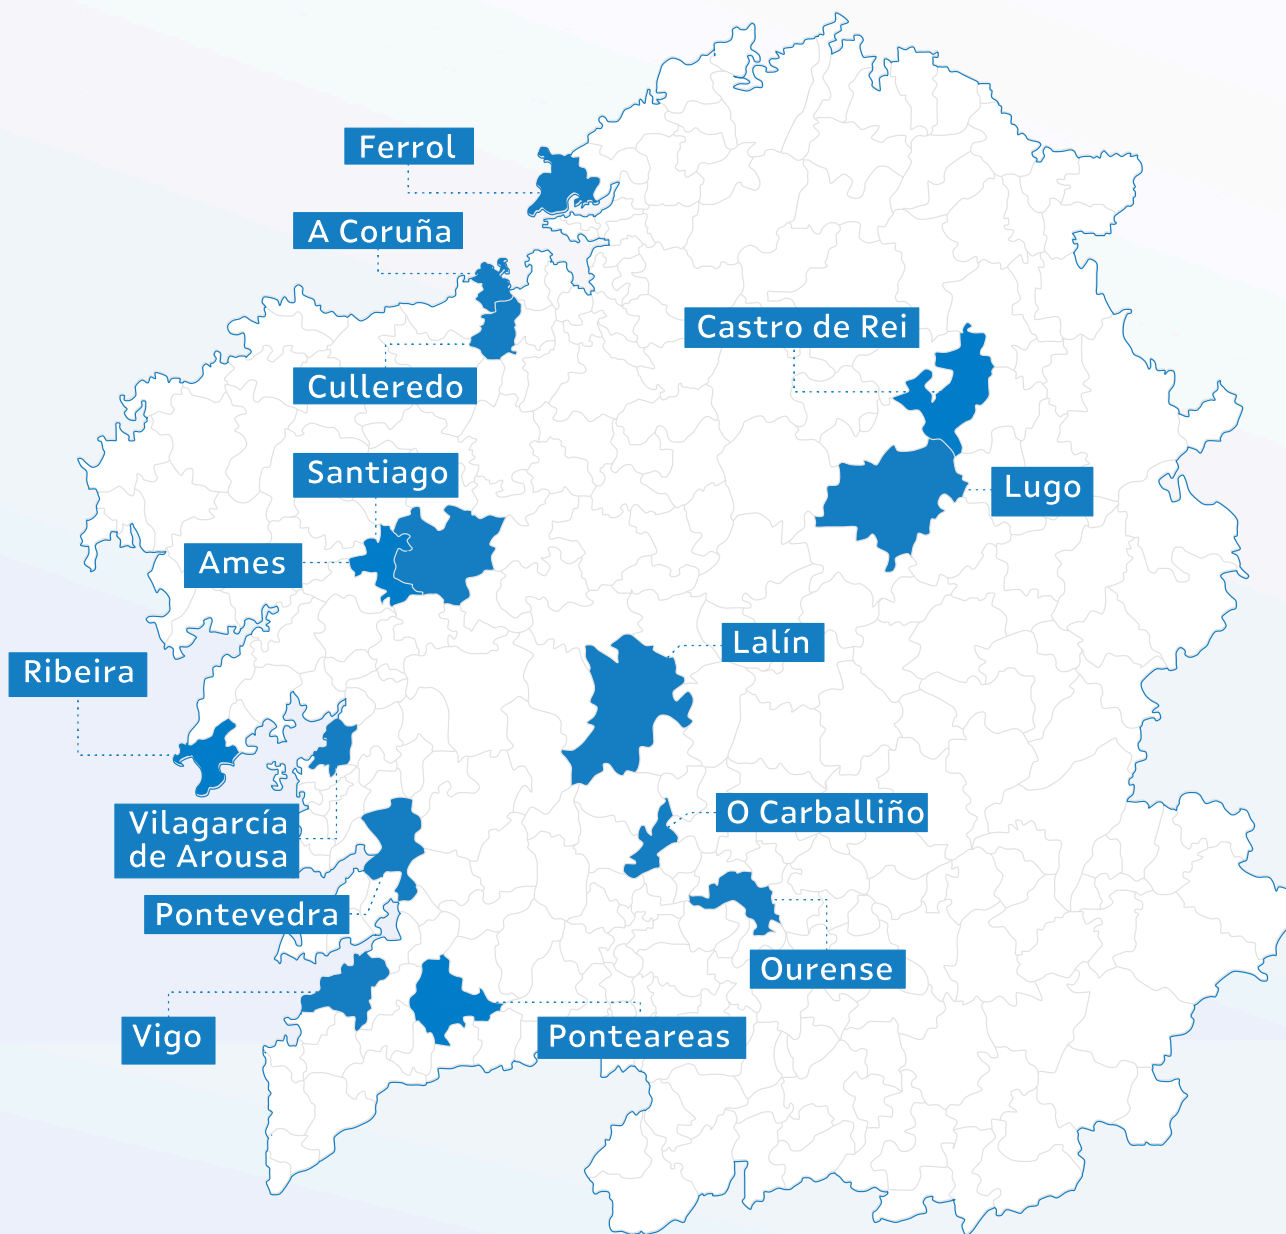 Ferrol
A Coruña
Castro de Rei
Culleredo
Santiago
Lugo
Ames
Lalín
Ribeira
O Carballiño
Vilagarcía
de Arousa
Pontevedra
Ourense
Vigo
Ponteareas